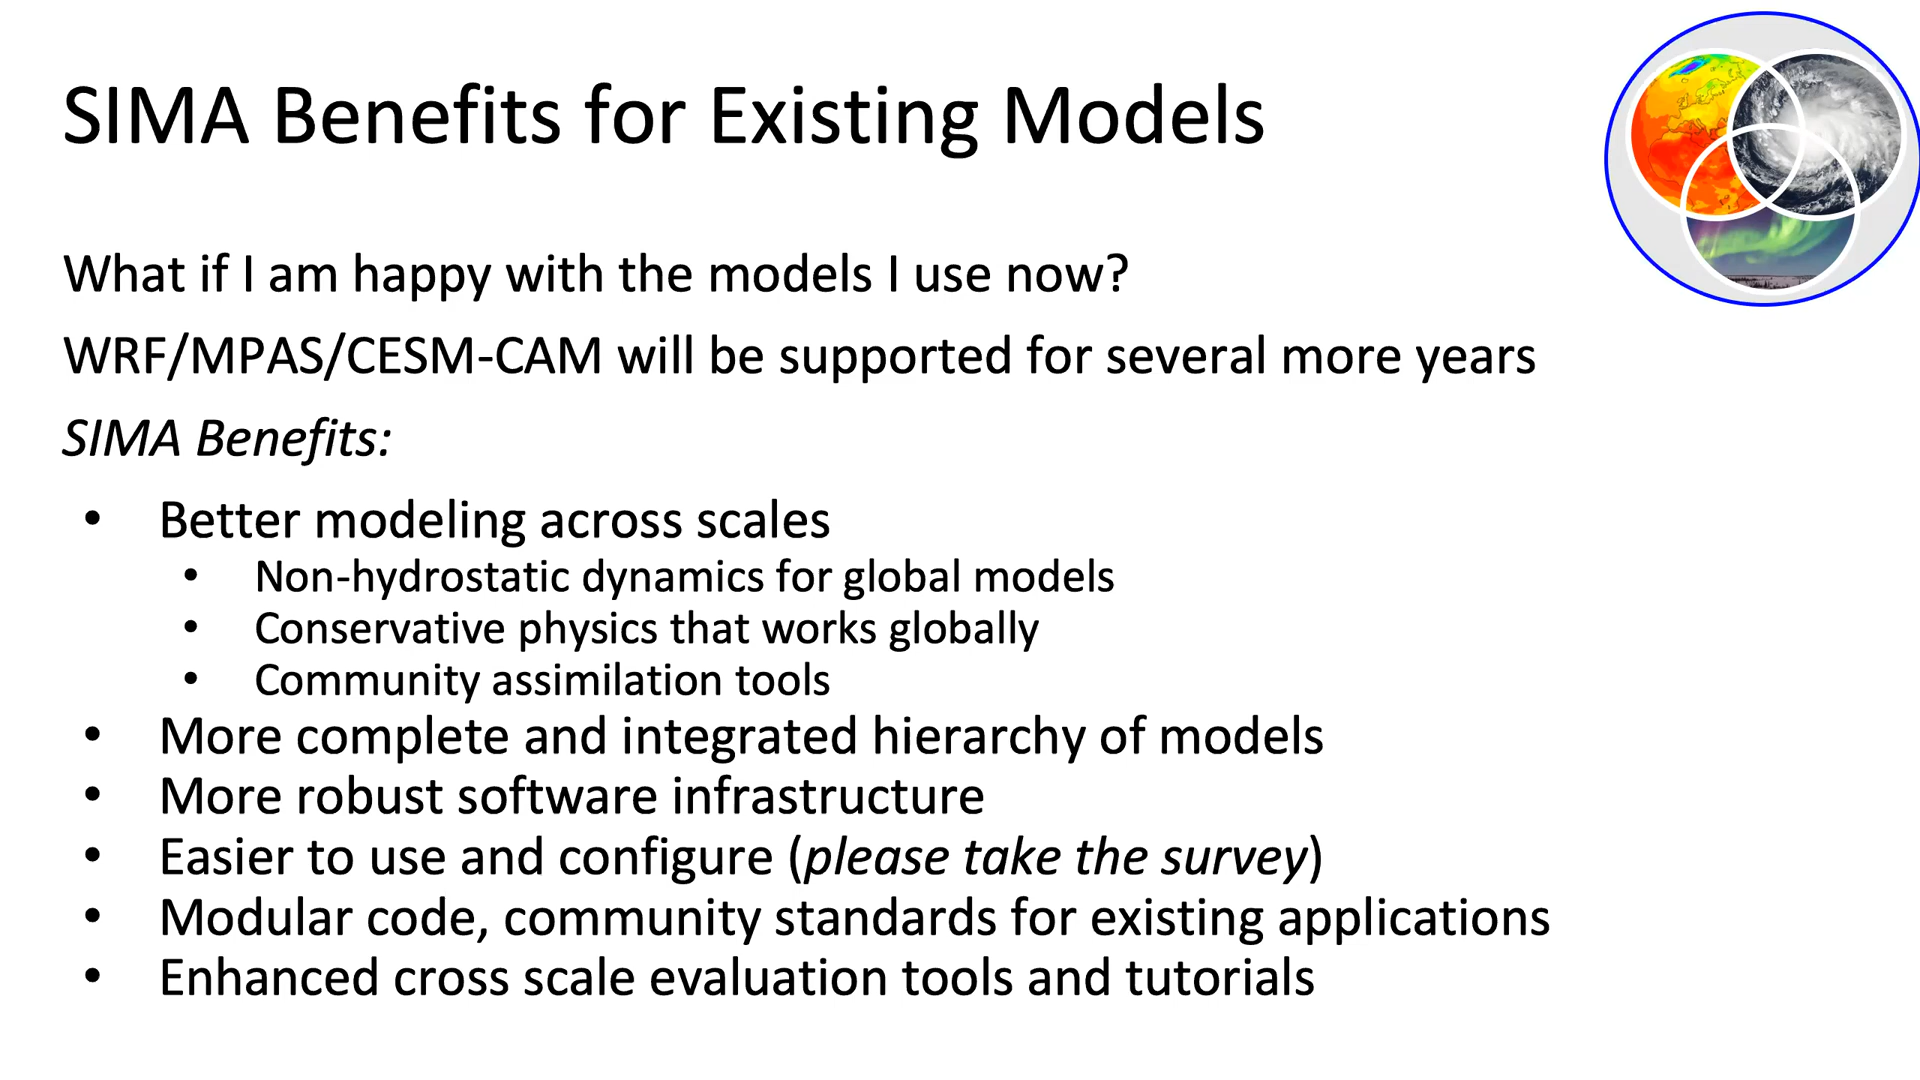 SIMA Benefits for Existing Models
What if I am happy with the models I use now?
WRF/MPAS/CESM-CAM will be supported for several more years
SIMA Benefits:
• Better modeling across scales
• Non-hydrostatic dynamics for global models
• Conservative physics that works globally
• Community assimilation tools
• More complete and integrated hierarchy of models
• More robust software infrastructure
• Easier to use and configure (please take the survey)
• Modular code, community standards for existing applications
• Enhanced cross scale evaluation tools and tutorials